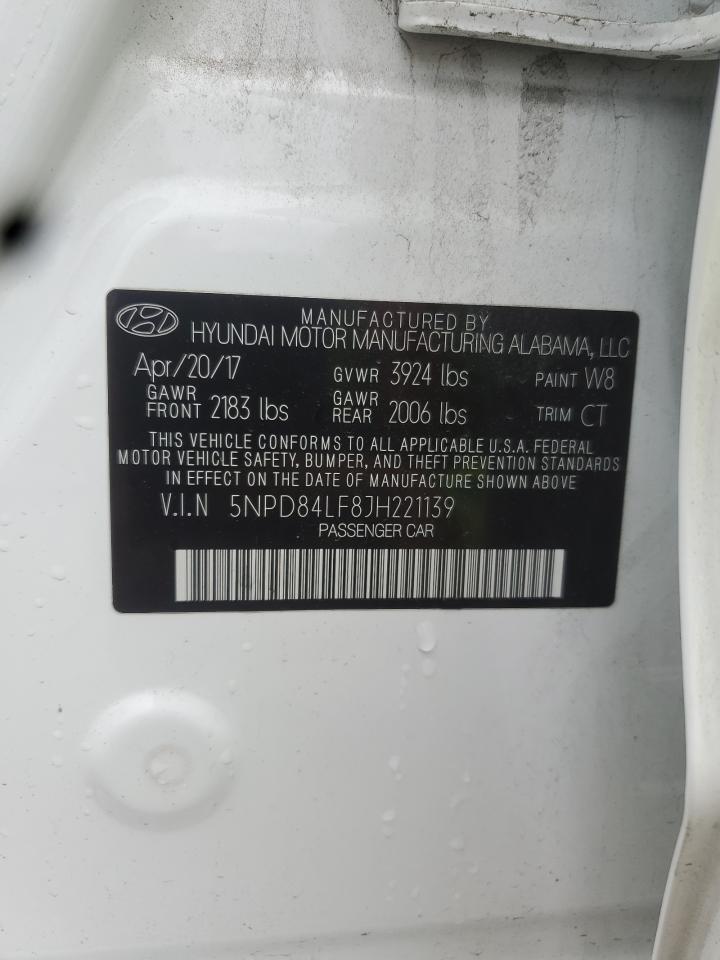 MANUFACTURED BY
HYUNDAI MOTOR MANUFACTURING ALABAMA, LLC
Apr/20/17 GVWR 3924 lbs PAINT W8
GAWR FRONT 2183 lbs GAWR REAR 2006 lbs TRIM CT
THIS VEHICLE CONFORMS TO ALL APPLICABLE U.S.A. FEDERAL
MOTOR VEHICLE SAFETY, BUMPER, AND THEFT PREVENTION STANDARDS
IN EFFECT ON THE DATE OF MANUFACTURE SHOWN ABOVE.
V.I.N 5NPD84LF8JH221139
PASSENGER CAR